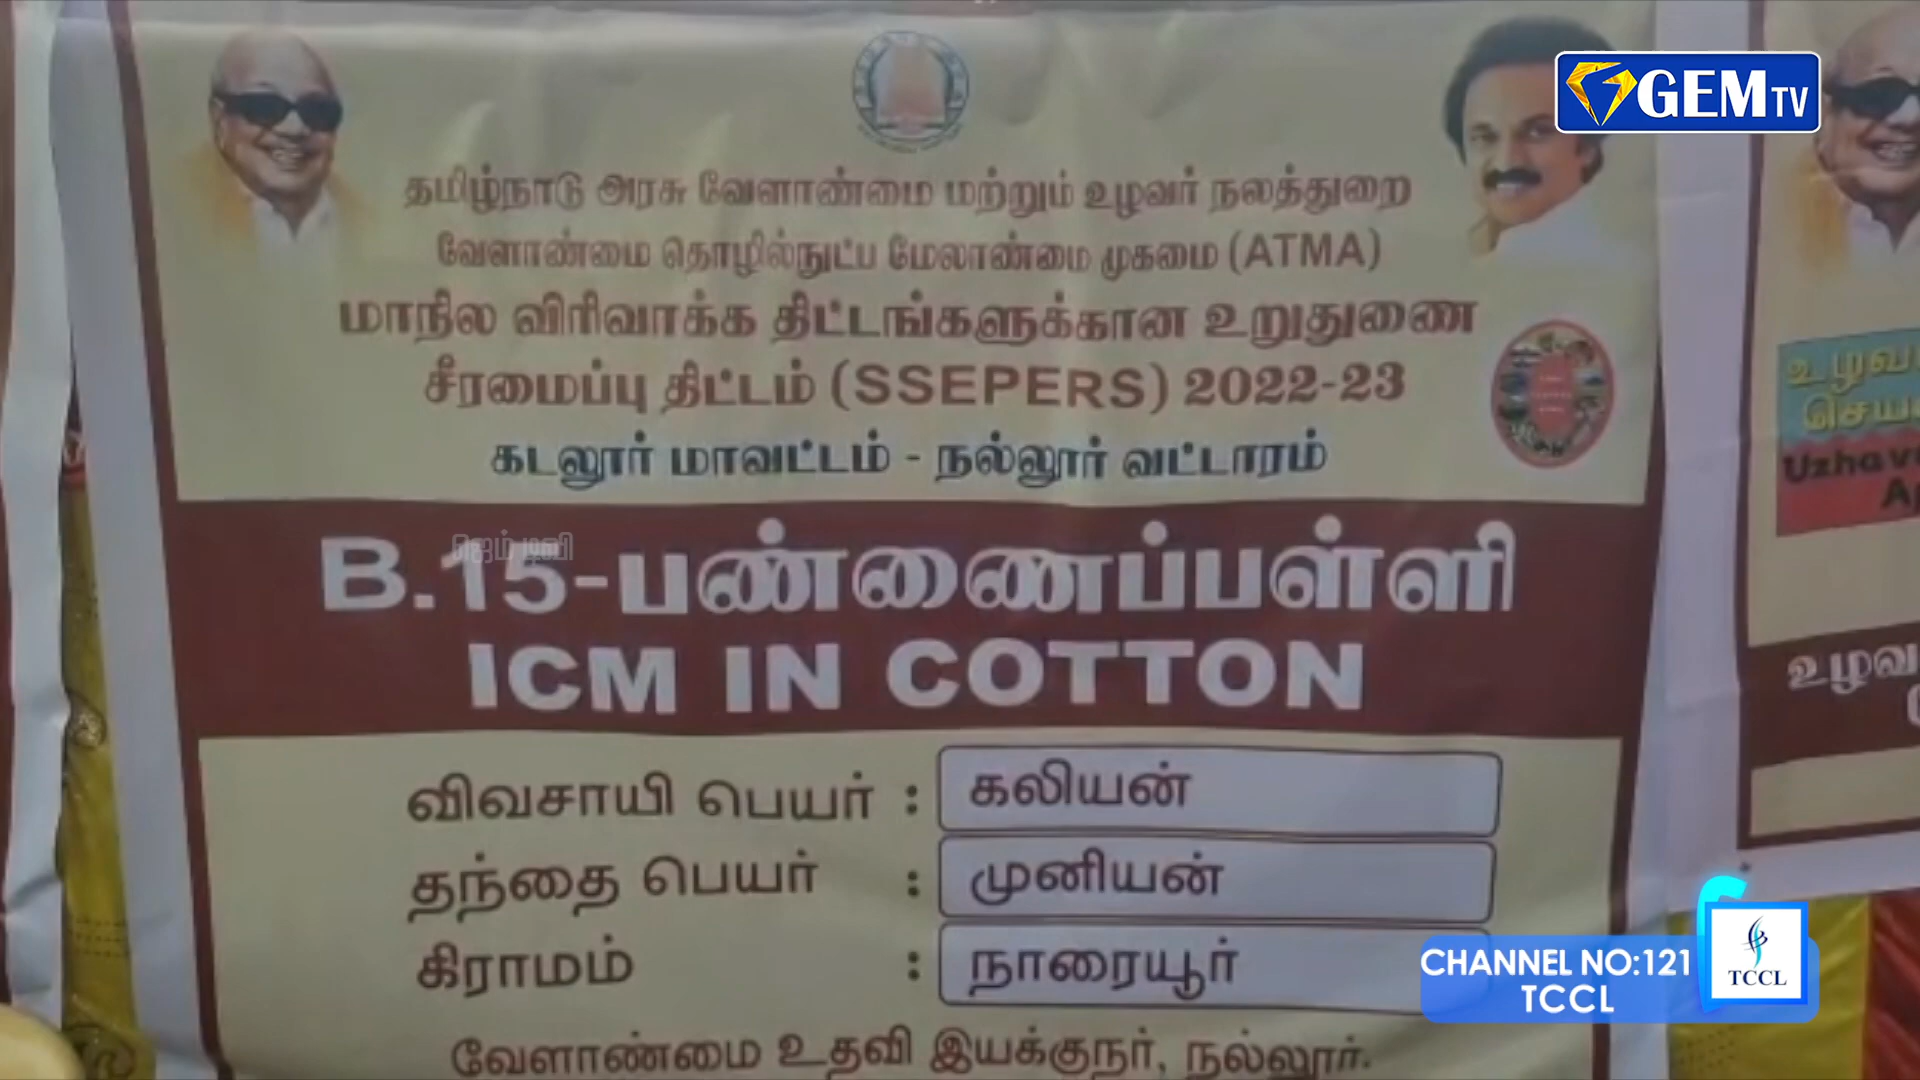 GEM TV
தமிழ்நாடு அரசு வேளாண்மை மற்றும் உழவர் நலத்துறை
வேளாண்மை தொழில்நுட்ப மேலாண்மை முகமை (ATMA)
மாநில விரிவாக்க திட்டங்களுக்கான உறுதுணை
சீரமைப்பு திட்டம் (SSEPERS) 2022-23
கடலூர் மாவட்டம் - நல்லூர் வட்டாரம்
ஜெம் டிவி
B.15-பண்ணைப்பள்ளி
ICM IN COTTON
விவசாயி பெயர் : கலியன்
தந்தை பெயர் : முனியன்
கிராமம் : நாரையூர்
வேளாண்மை உதவி இயக்குநர், நல்லூர்.
CHANNEL NO:121
TCCL
TCCL